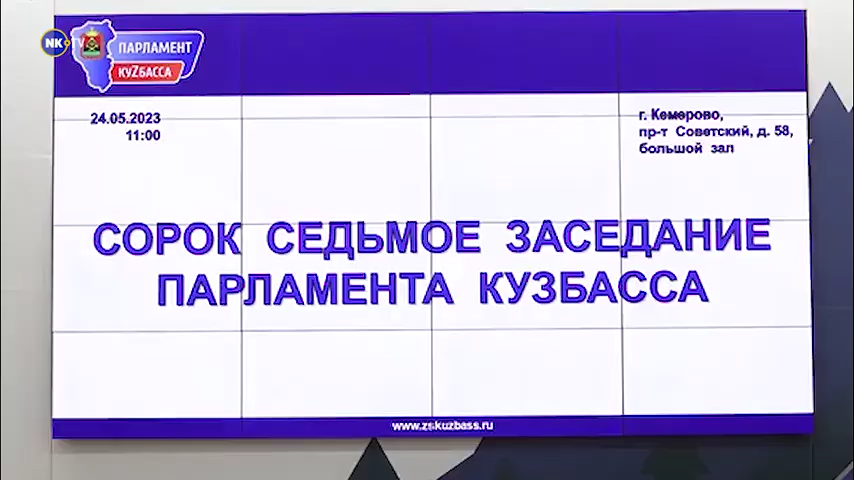 NK TV
ПАРЛАМЕНТ
КУZБАССА
24.05.2023
11:00
г. Кемерово,
пр-т Советский, д. 58,
большой зал
СОРОК СЕДЬМОЕ ЗАСЕДАНИЕ
ПАРЛАМЕНТА КУЗБАССА
www.zskuzbass.ru